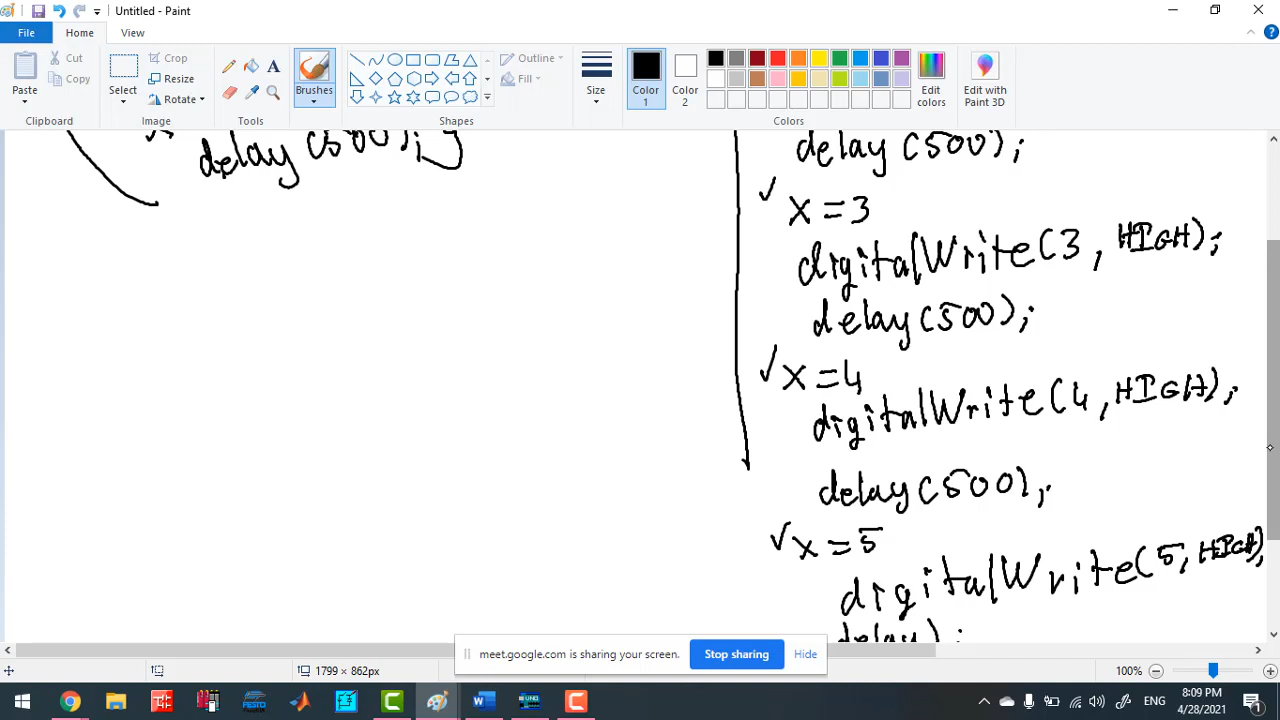 Untitled - Paint
File
Home
View
Paste
Cut
Copy
Clipboard
Select
Crop
Resize
Rotate
Image
Tools
Brushes
Outline
Fill
Shapes
Size
Color 1
Color 2
Edit colors
Edit with Paint 3D
Colors
delay (500); }
delay (500);
✓ x = 3
digitalWrite(3, HIGH);
delay(500);
✓ x = 4
digitalWrite(4, HIGH);
delay(500);
✓ x = 5
digitalWrite(5, HIGH),
delay);
meet.google.com is sharing your screen.
Stop sharing
Hide
1799 × 862px
100%
ENG
8:09 PM
4/28/2021